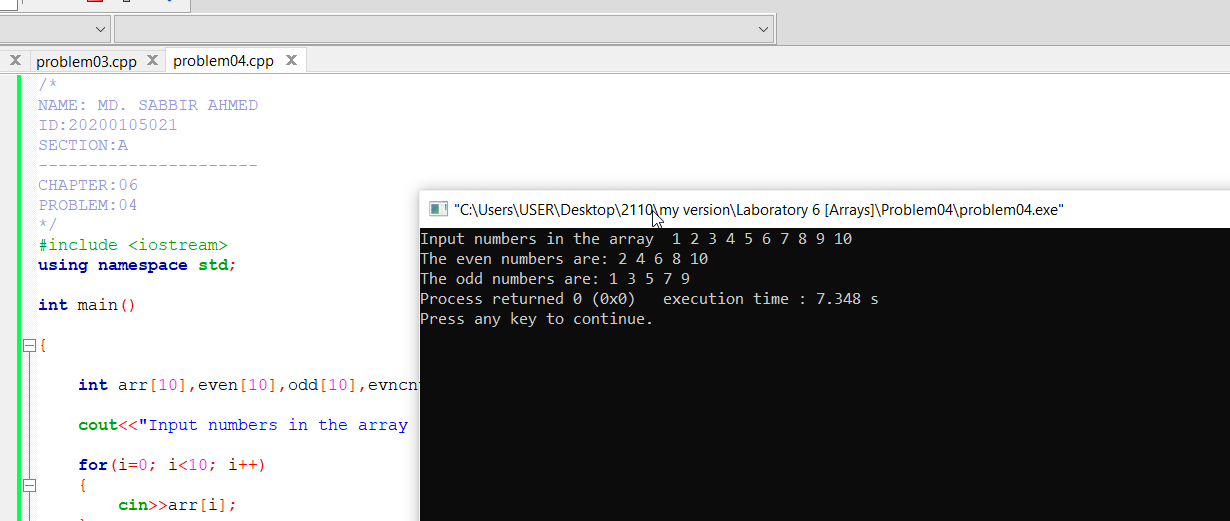 problem03.cpp problem04.cpp
/*
NAME: MD. SABBIR AHMED
ID:20200105021
SECTION:A
----------------------
CHAPTER:06
PROBLEM:04
*/
#include <iostream>
using namespace std;
int main()
{
int arr[10],even[10],odd[10],evncn
cout<<"Input numbers in the array
for(i=0; i<10; i++)
{
cin>>arr[i];
"C:\Users\USER\Desktop\2110\my version\Laboratory 6 [Arrays]\Problem04\problem04.exe"
Input numbers in the array  1 2 3 4 5 6 7 8 9 10
The even numbers are: 2 4 6 8 10
The odd numbers are: 1 3 5 7 9
Process returned 0 (0x0)   execution time : 7.348 s
Press any key to continue.